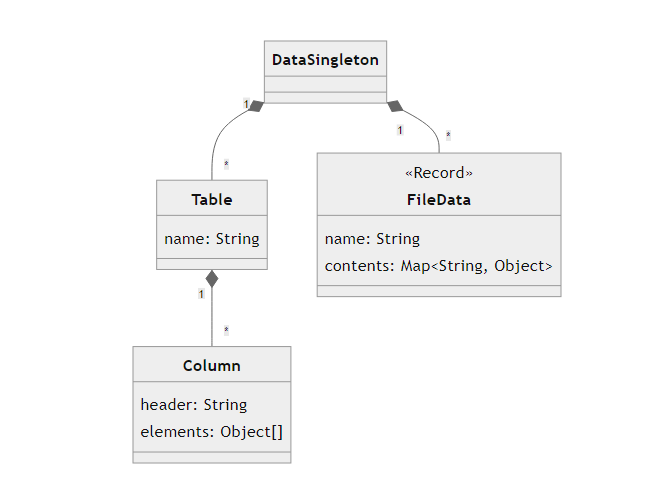 DataSingleton
1
1
*
*
«Record»
FileData
name: String
contents: Map<String, Object>
Table
name: String
1
*
Column
header: String
elements: Object[]